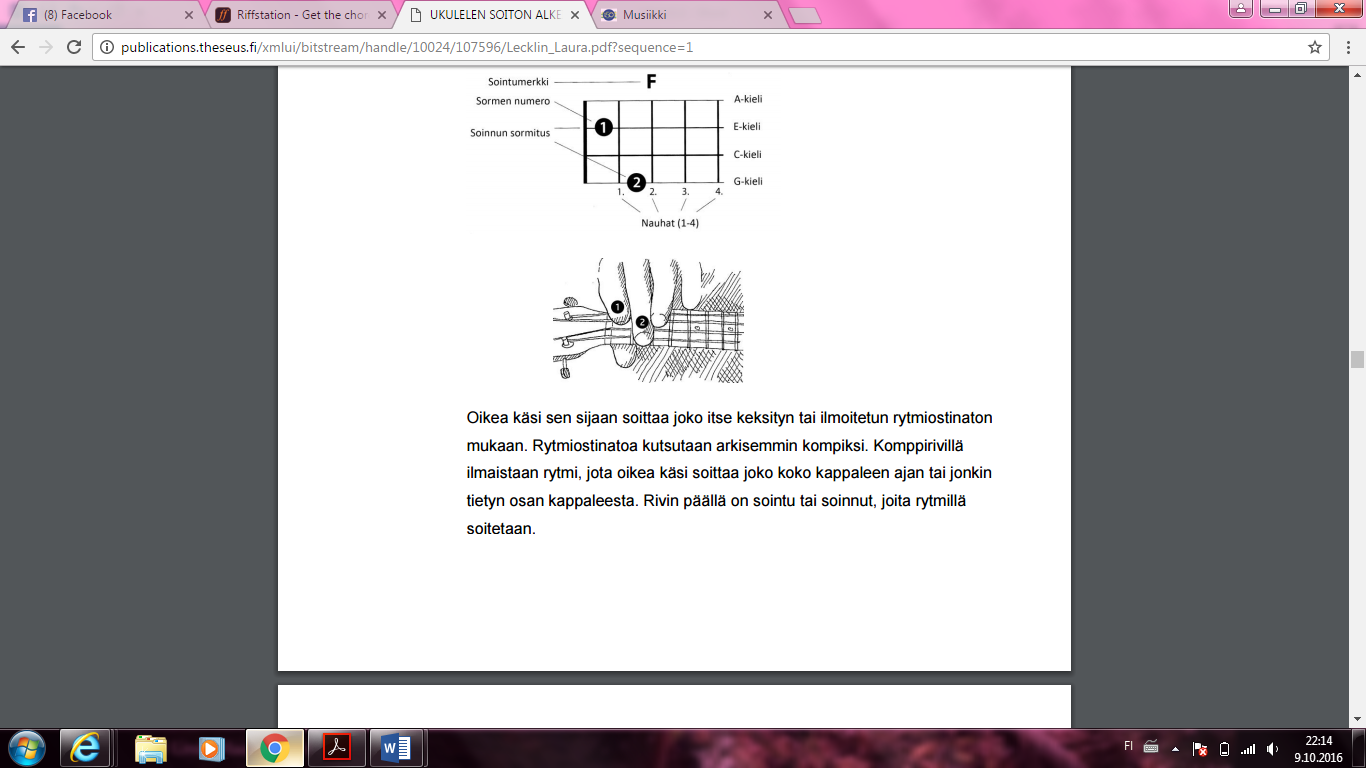 (8) Facebook
Riffstation - Get the chor
UKULELEN SOITON ALKE
Musiikki
publications.theseus.fi/xmlui/bitstream/handle/10024/107596/Lecklin_Laura.pdf?sequence=1
Sointumerkki
F
Sormen numero
A-kieli
1
E-kieli
Soinnun sormitus
C-kieli
2
G-kieli
1. 2. 3. 4.
Nauhat (1-4)
1
2
Oikea käsi sen sijaan soittaa joko itse keksityn tai ilmoitetun rytmiostinaton
mukaan. Rytmiostinatoa kutsutaan arkisemmin kompiksi. Komppirivillä
ilmaistaan rytmi, jota oikea käsi soittaa joko koko kappaleen ajan tai jonkin
tietyn osan kappaleesta. Rivin päällä on sointu tai soinnut, joita rytmillä
soitetaan.
FI
22:14
9.10.2016